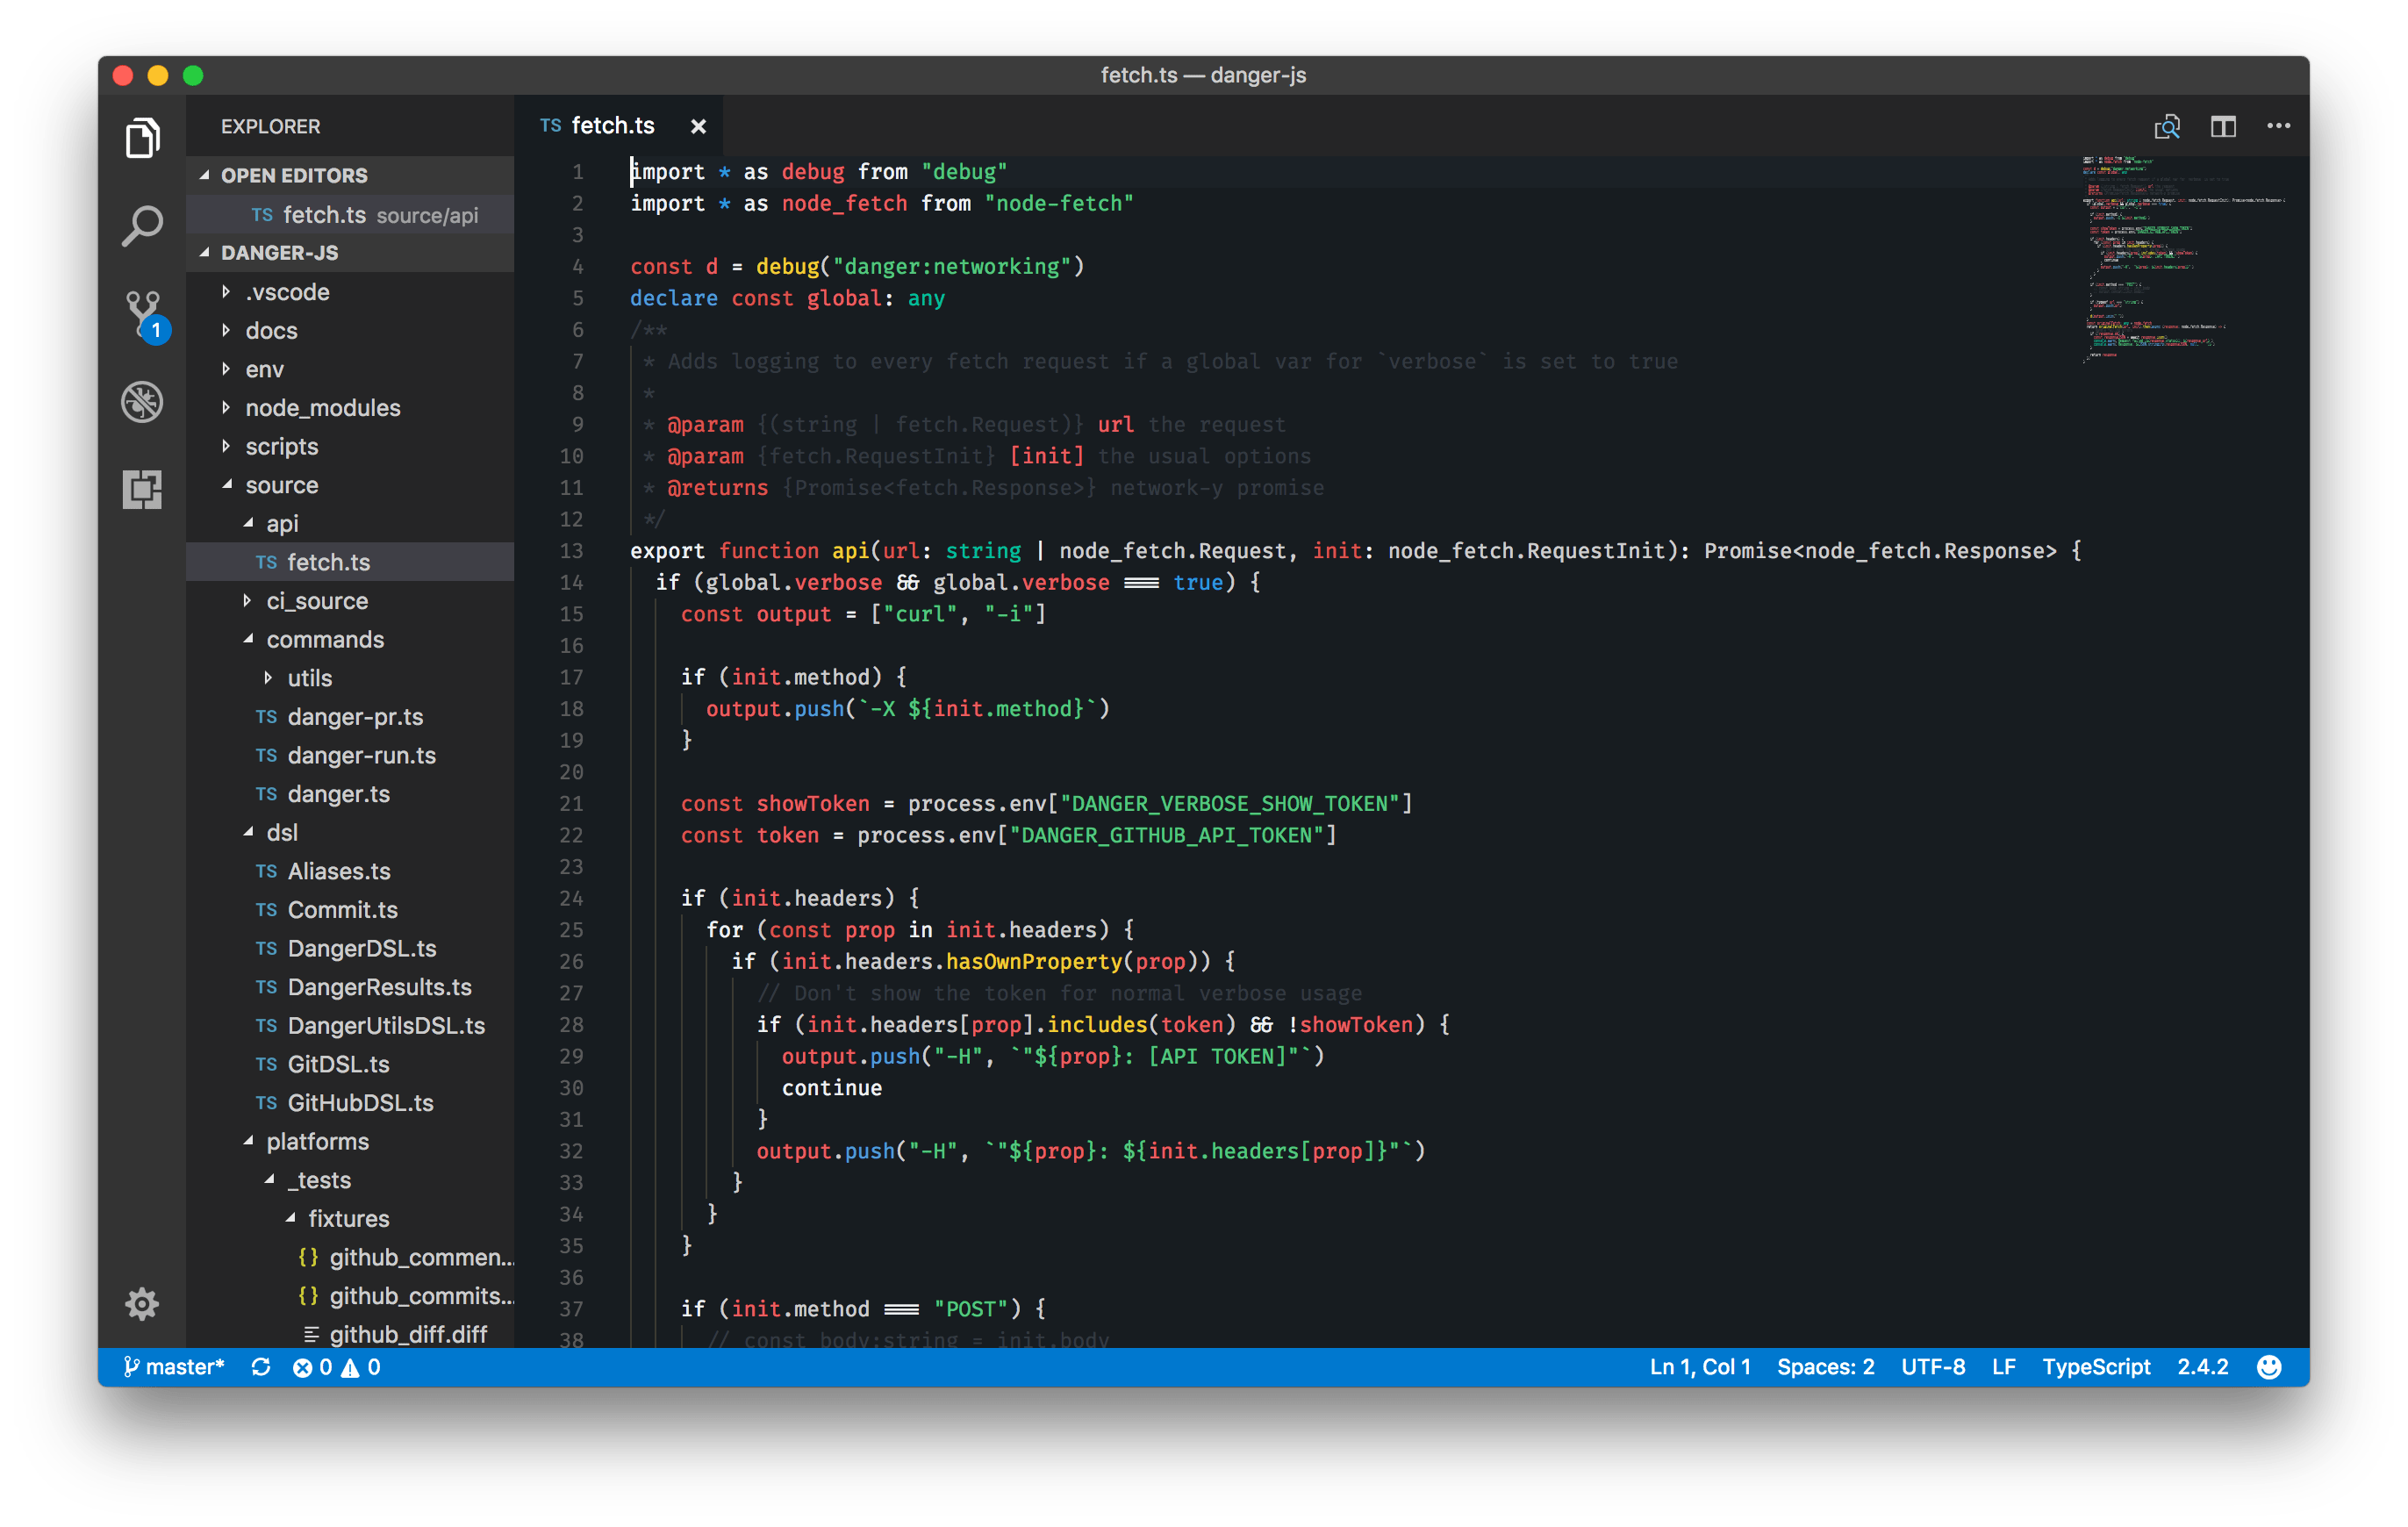 fetch.ts — danger-js
EXPLORER
OPEN EDITORS
TS fetch.ts source/api
DANGER-JS
.vscode
docs
env
node_modules
scripts
source
api
TS fetch.ts
ci_source
commands
utils
TS danger-pr.ts
TS danger-run.ts
TS danger.ts
dsl
TS Aliases.ts
TS Commit.ts
TS DangerDSL.ts
TS DangerResults.ts
TS DangerUtilsDSL.ts
TS GitDSL.ts
TS GitHubDSL.ts
platforms
_tests
fixtures
{} github_commen...
{} github_commits...
github_diff.diff
1
TS fetch.ts ×
1 import * as debug from "debug"
2 import * as node_fetch from "node-fetch"
3
4 const d = debug("danger:networking")
5 declare const global: any
6 /**
7 * Adds logging to every fetch request if a global var for `verbose` is set to true
8 *
9 * @param {(string | fetch.Request)} url the request
10 * @param {fetch.RequestInit} [init] the usual options
11 * @returns {Promise<fetch.Response>} network-y promise
12 */
13 export function api(url: string | node_fetch.Request, init: node_fetch.RequestInit): Promise<node_fetch.Response> {
14 if (global.verbose && global.verbose === true) {
15 const output = ["curl", "-i"]
16
17 if (init.method) {
18 output.push(`-X ${init.method}`)
19 }
20
21 const showToken = process.env["DANGER_VERBOSE_SHOW_TOKEN"]
22 const token = process.env["DANGER_GITHUB_API_TOKEN"]
23
24 if (init.headers) {
25 for (const prop in init.headers) {
26 if (init.headers.hasOwnProperty(prop)) {
27 // Don't show the token for normal verbose usage
28 if (init.headers[prop].includes(token) && !showToken) {
29 output.push("-H", `"${prop}: [API TOKEN]"`)
30 continue
31 }
32 output.push("-H", `"${prop}: ${init.headers[prop]}"`)
33 }
34 }
35 }
36
37 if (init.method === "POST") {
38 // const body:string = init.body
master* 0 0
Ln 1, Col 1 Spaces: 2 UTF-8 LF TypeScript 2.4.2